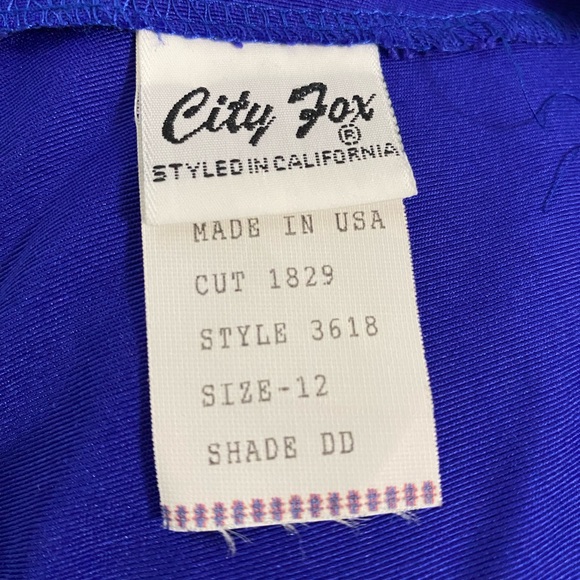 City Fox
®
STYLED IN CALIFORNIA
MADE IN USA
CUT 1829
STYLE 3618
SIZE-12
SHADE DD